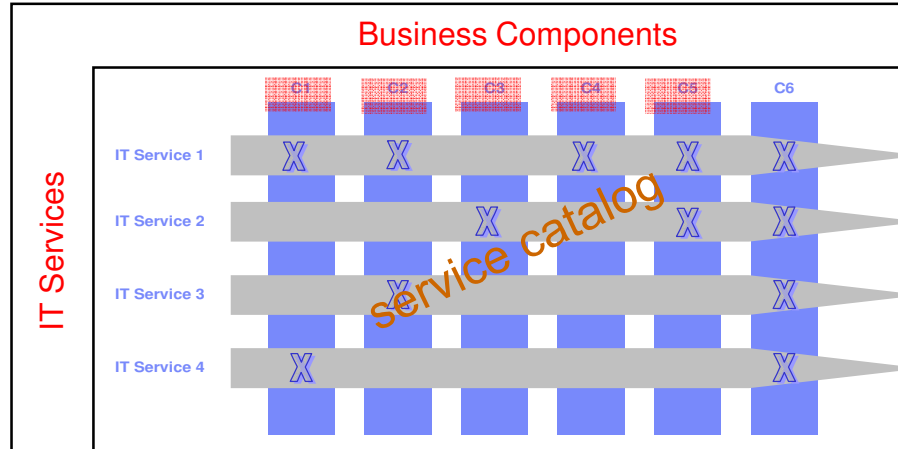 Business Components
C1 C2 C3 C4 C5 C6
IT Services
IT Service 1 X X X X X
IT Service 2 X X X
IT Service 3 X X
IT Service 4 X X
service catalog